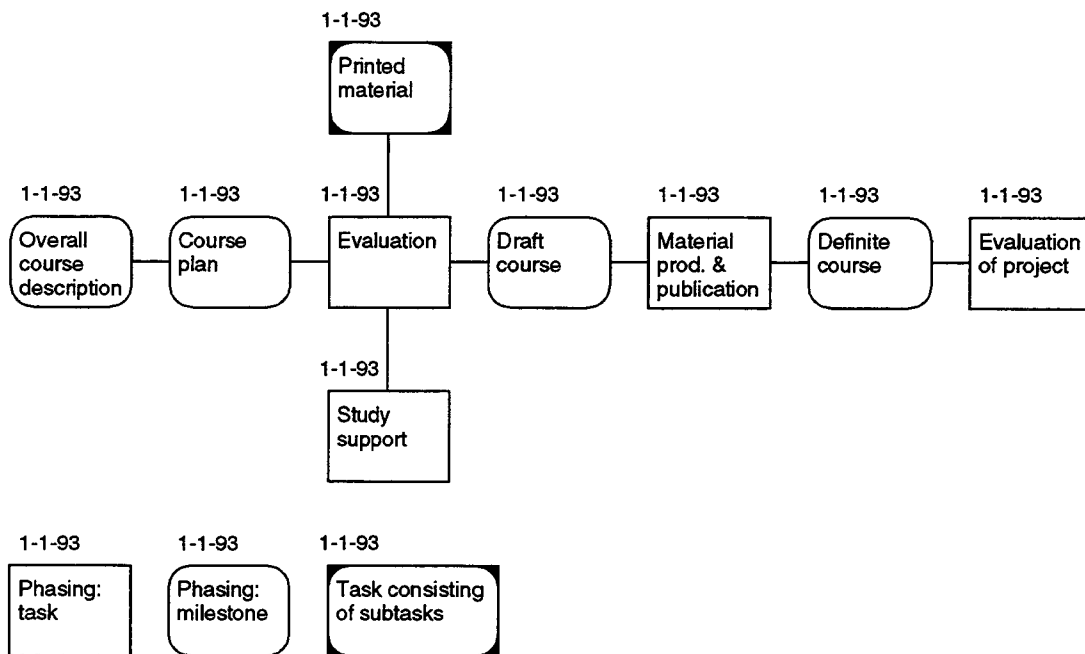 1-1-93
Printed
material
1-1-93
Overall
course
description
1-1-93
Course
plan
1-1-93
Evaluation
1-1-93
Draft
course
1-1-93
Material
prod. &
publication
1-1-93
Definite
course
1-1-93
Evaluation
of project
1-1-93
Study
support
1-1-93
Phasing:
task
1-1-93
Phasing:
milestone
1-1-93
Task consisting
of subtasks